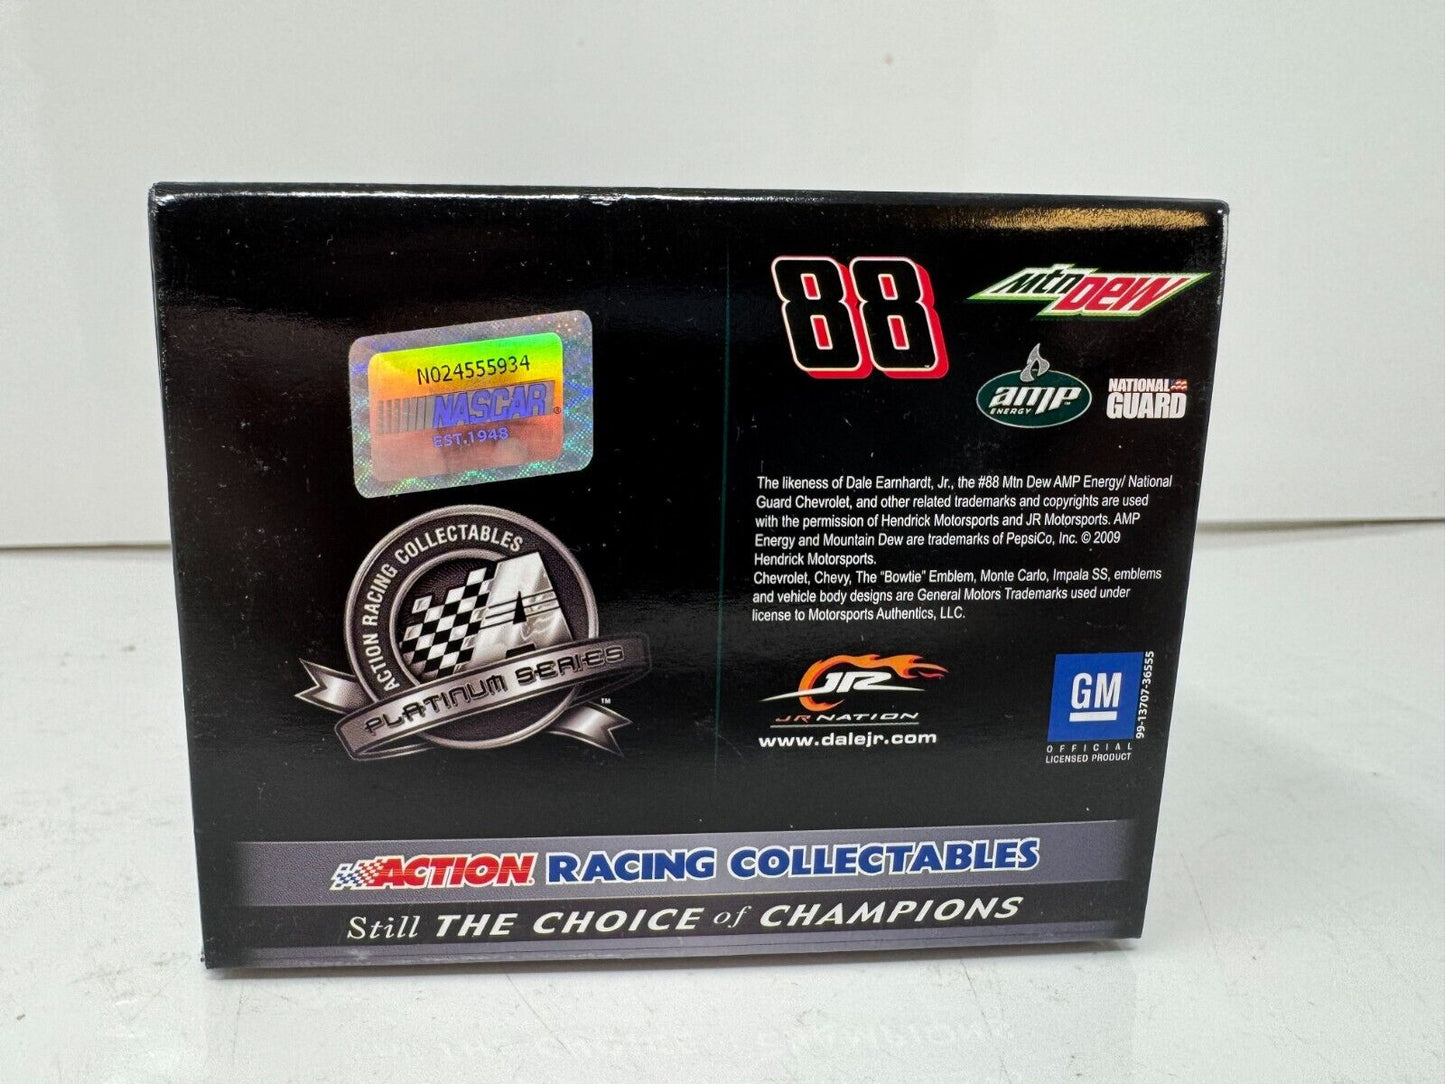 N024555934
NASCAR®
EST.1948
ACTION RACING COLLECTABLES
A
PLATINUM SERIES
™
88
Mtn DEW
amp
ENERGY
NATIONAL
GUARD
The likeness of Dale Earnhardt, Jr., the #88 Mtn Dew AMP Energy/ National
Guard Chevrolet, and other related trademarks and copyrights are used
with the permission of Hendrick Motorsports and JR Motorsports. AMP
Energy and Mountain Dew are trademarks of PepsiCo, Inc. © 2009
Hendrick Motorsports.
Chevrolet, Chevy, The "Bowtie" Emblem, Monte Carlo, Impala SS, emblems
and vehicle body designs are General Motors Trademarks used under
license to Motorsports Authentics, LLC.
JR
JR NATION
www.dalejr.com
GM
OFFICIAL
LICENSED PRODUCT
99-13707-36555
ACTION RACING COLLECTABLES
Still THE CHOICE of CHAMPIONS